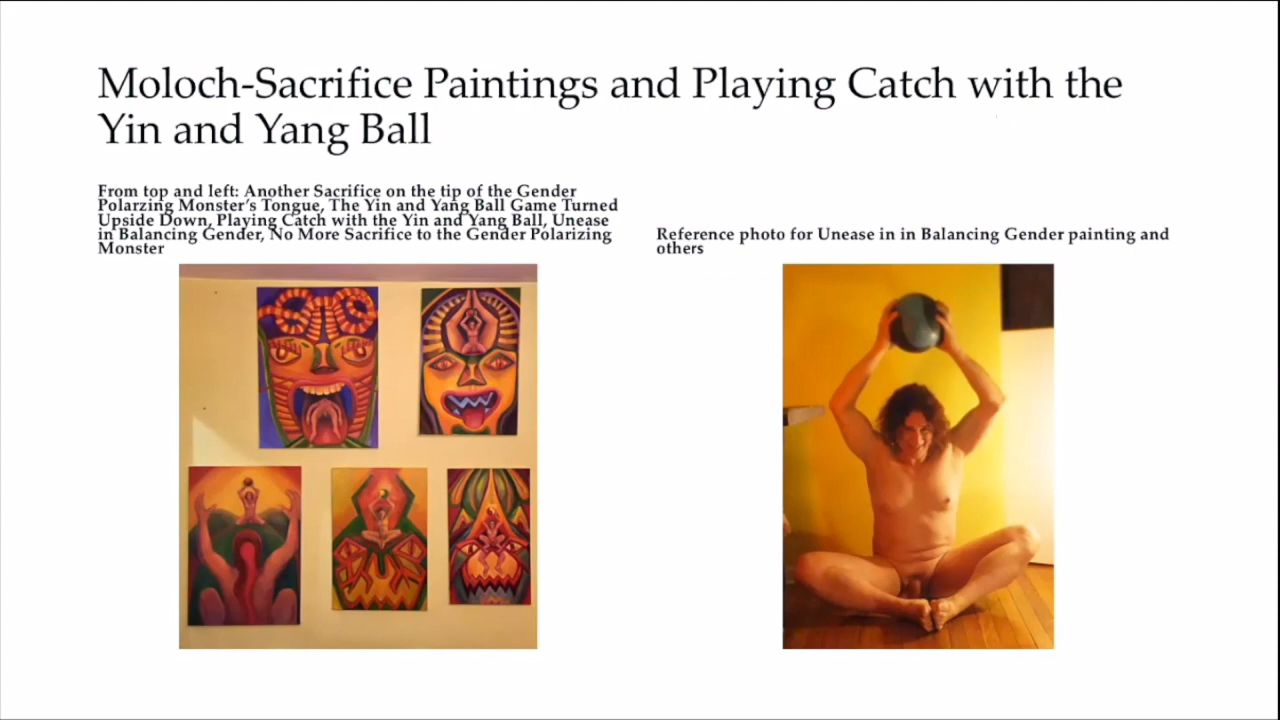 Moloch-Sacrifice Paintings and Playing Catch with the
Yin and Yang Ball
From top and left: Another Sacrifice on the tip of the Gender
Polarzing Monster’s Tongue, The Yin and Yang Ball Game Turned
Upside Down, Playing Catch with the Yin and Yang Ball, Unease
in Balancing Gender, No More Sacrifice to the Gender Polarizing
Monster
Reference photo for Unease in in Balancing Gender painting and
others